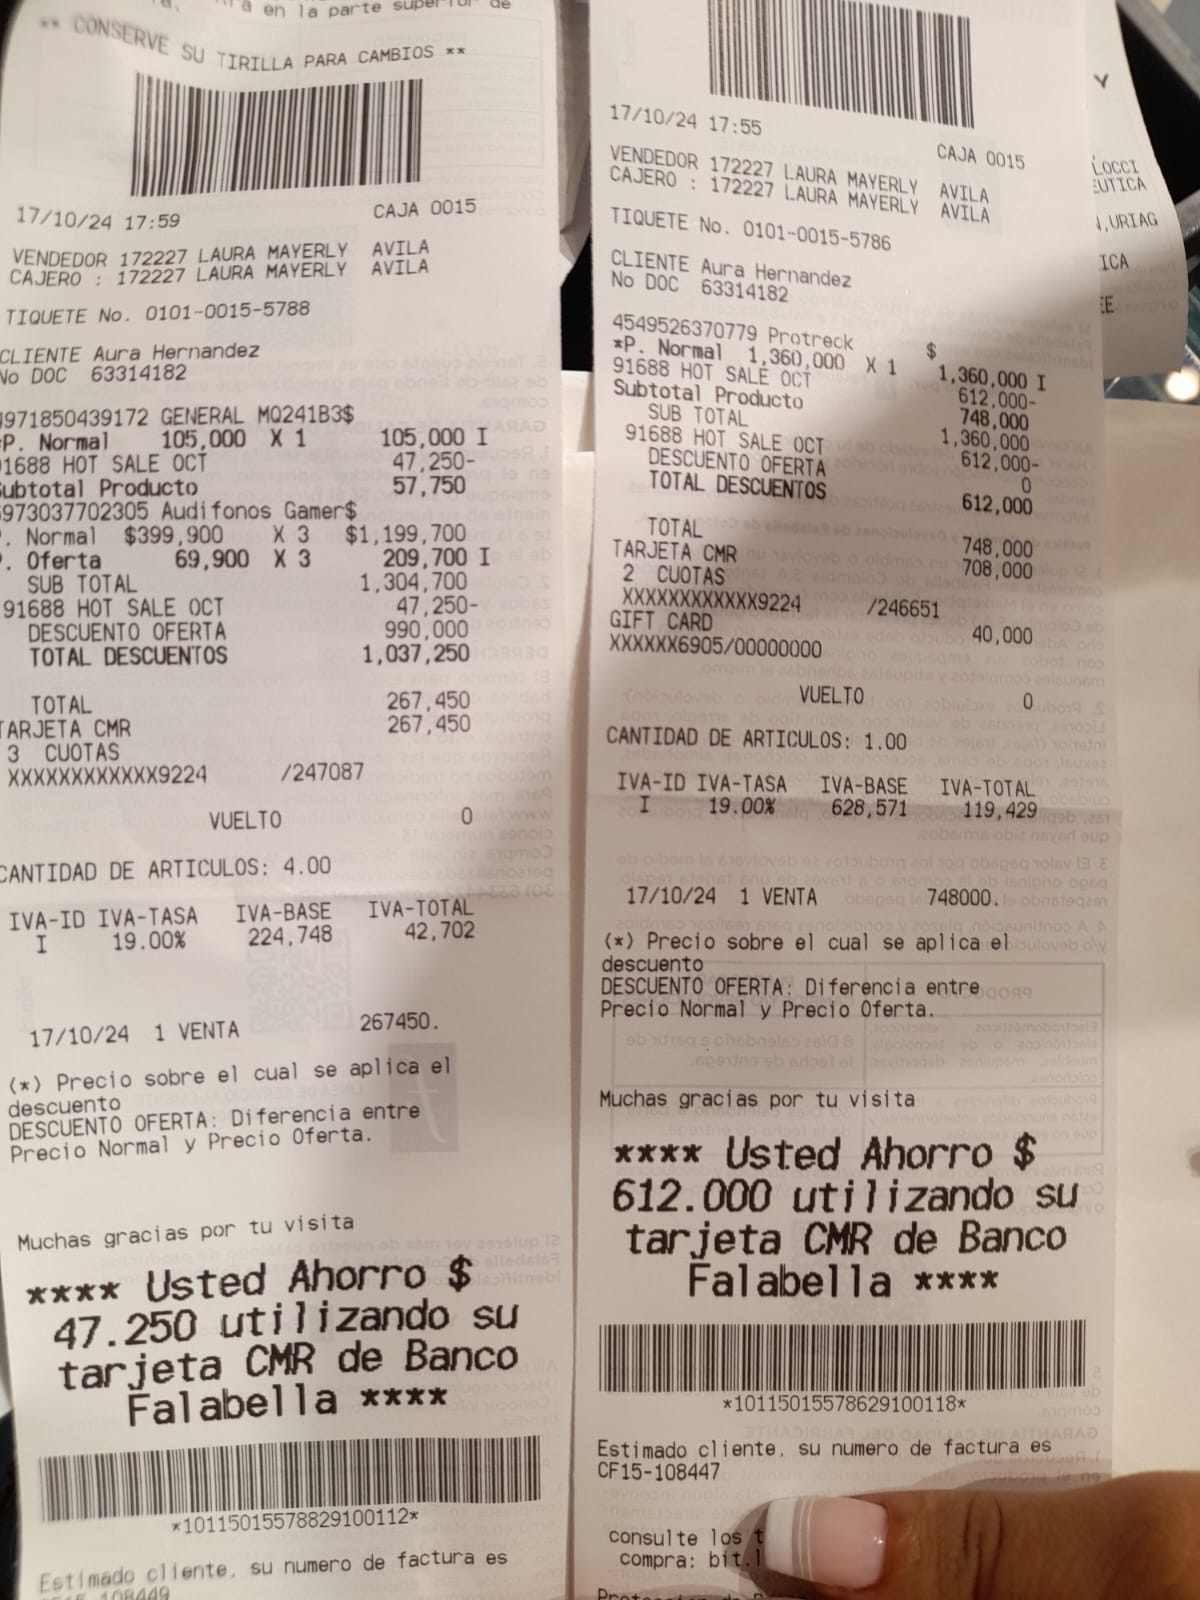 en la parte superior de
** CONSERVE SU TIRILLA PARA CAMBIOS **
17/10/24 17:59 CAJA 0015
VENDEDOR 172227 LAURA MAYERLY AVILA
CAJERO : 172227 LAURA MAYERLY AVILA
TIQUETE No. 0101-0015-5788
CLIENTE Aura Hernandez
No DOC 63314182
971850439172 GENERAL MQ241B3$
P. Normal 105,000 X 1 105,000 I
91688 HOT SALE OCT 47,250-
Subtotal Producto 57,750
6973037702305 Audifonos Gamer$
P. Normal $399,900 X 3 $1,199,700
P. Oferta 69,900 X 3 209,700 I
SUB TOTAL 1,304,700
91688 HOT SALE OCT 47,250-
DESCUENTO OFERTA 990,000
TOTAL DESCUENTOS 1,037,250
TOTAL 267,450
TARJETA CMR 267,450
3 CUOTAS
XXXXXXXXXXXX9224 /247087
VUELTO 0
CANTIDAD DE ARTICULOS: 4.00
IVA-ID IVA-TASA IVA-BASE IVA-TOTAL
I 19.00% 224,748 42,702
17/10/24 1 VENTA 267450.
(*) Precio sobre el cual se aplica el
descuento
DESCUENTO OFERTA: Diferencia entre
Precio Normal y Precio Oferta.
Muchas gracias por tu visita
**** Usted Ahorro $
47.250 utilizando su
tarjeta CMR de Banco
Falabella ****
*10115015578829100112*
Estimado cliente, su numero de factura es
CF15-108449
17/10/24 17:55 CAJA 0015
VENDEDOR 172227 LAURA MAYERLY AVILA
CAJERO : 172227 LAURA MAYERLY AVILA
TIQUETE No. 0101-0015-5786
CLIENTE Aura Hernandez
No DOC 63314182
4549526370779 Protreck $
*P. Normal 1,360,000 X 1 1,360,000 I
91688 HOT SALE OCT 612,000-
Subtotal Producto 748,000
SUB TOTAL 1,360,000
91688 HOT SALE OCT 612,000-
DESCUENTO OFERTA 0
TOTAL DESCUENTOS 612,000
TOTAL 748,000
TARJETA CMR 708,000
2 CUOTAS
XXXXXXXXXXXX9224 /246651
GIFT CARD 40,000
XXXXXX6905/00000000
VUELTO 0
CANTIDAD DE ARTICULOS: 1.00
IVA-ID IVA-TASA IVA-BASE IVA-TOTAL
I 19.00% 628,571 119,429
17/10/24 1 VENTA 748000.
(*) Precio sobre el cual se aplica el
descuento
DESCUENTO OFERTA: Diferencia entre
Precio Normal y Precio Oferta.
Muchas gracias por tu visita
**** Usted Ahorro $
612.000 utilizando su
tarjeta CMR de Banco
Falabella ****
*10115015578629100118*
Estimado cliente, su numero de factura es
CF15-108447
consulte los t
compra: bit.l
Y
LOCCI
EUTICA
,URIAG
ICA
EE